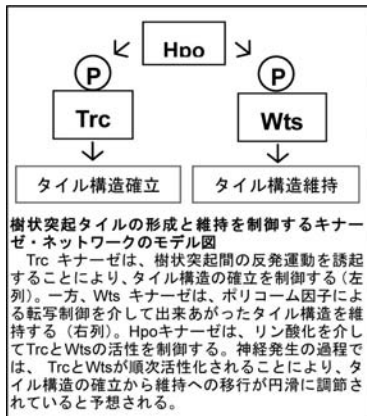 Hpo
P P
Trc Wts
タイル構造確立 タイル構造維持
樹状突起タイルの形成と維持を制御するキナー
ゼ・ネットワークのモデル図
Trc キナーゼは、樹状突起間の反発運動を誘起
することにより、タイル構造の確立を制御する(左
列)。一方、Wts キナーゼは、ポリコーム因子によ
る転写制御を介して出来あがったタイル構造を維
持する(右列)。Hpoキナーゼは、リン酸化を介し
てTrcとWtsの活性を制御する。神経発生の過程で
は、TrcとWtsが順次活性化されることにより、タ
イル構造の確立から維持への移行が円滑に調節さ
れていると予想される。